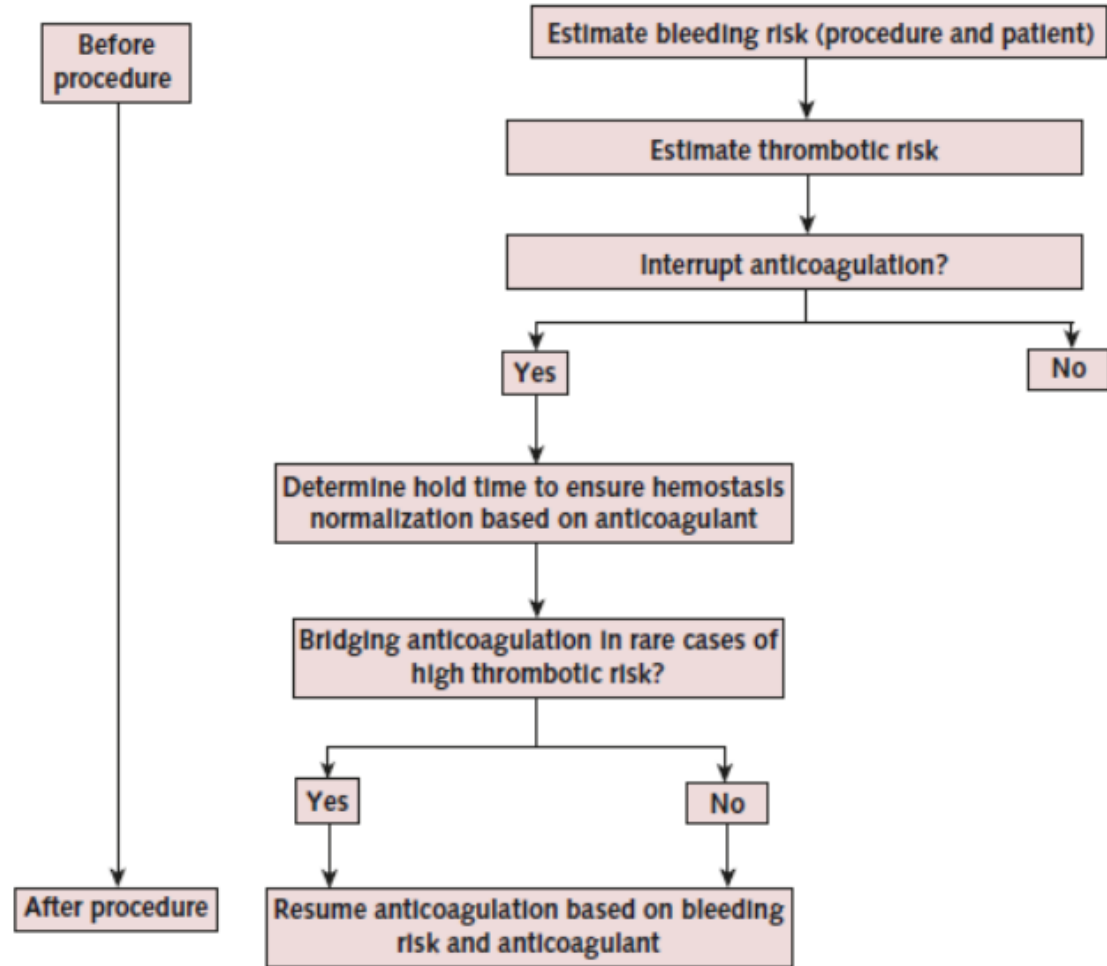 Before
procedure
Estimate bleeding risk (procedure and patient)
Estimate thrombotic risk
Interrupt anticoagulation?
Yes
No
Determine hold time to ensure hemostasis
normalization based on anticoagulant
Bridging anticoagulation in rare cases of
high thrombotic risk?
Yes
No
After procedure
Resume anticoagulation based on bleeding
risk and anticoagulant